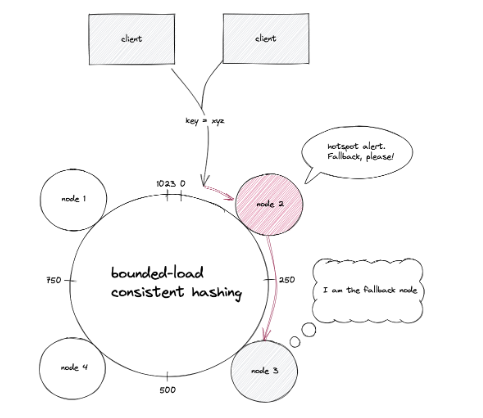 client
client
key = xyz
hotspot alert.
Fallback, please!
1023 0
node 1
node 2
bounded-load
consistent hashing
750
250
I am the fallback node
node 4
node 3
500